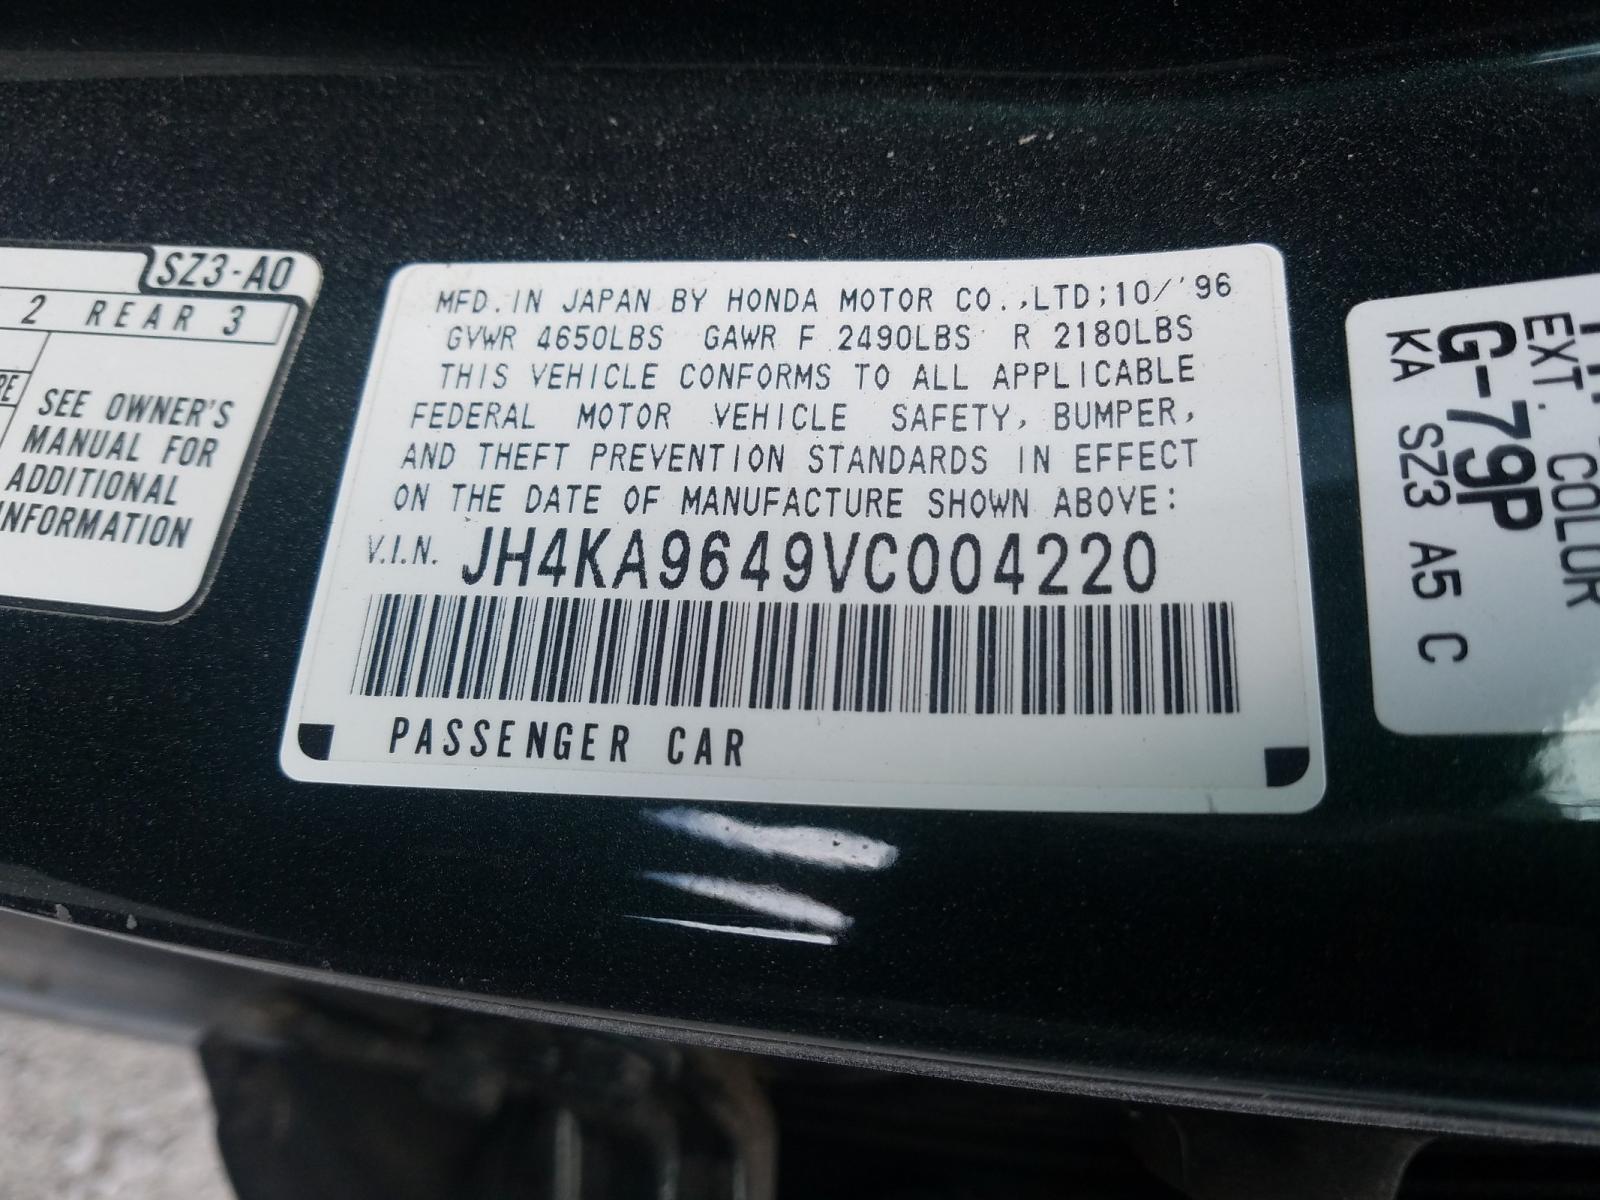 SZ3-A0
2 REAR 3
SEE OWNER'S
MANUAL FOR
ADDITIONAL
INFORMATION
MFD. IN JAPAN BY HONDA MOTOR CO.,LTD;10/'96
GVWR 4650LBS GAWR F 2490LBS R 2180LBS
THIS VEHICLE CONFORMS TO ALL APPLICABLE
FEDERAL MOTOR VEHICLE SAFETY, BUMPER,
AND THEFT PREVENTION STANDARDS IN EFFECT
ON THE DATE OF MANUFACTURE SHOWN ABOVE:
V.I.N. JH4KA9649VC004220
PASSENGER CAR
EXT. COLOR
G-79P
KA SZ3 A5 C